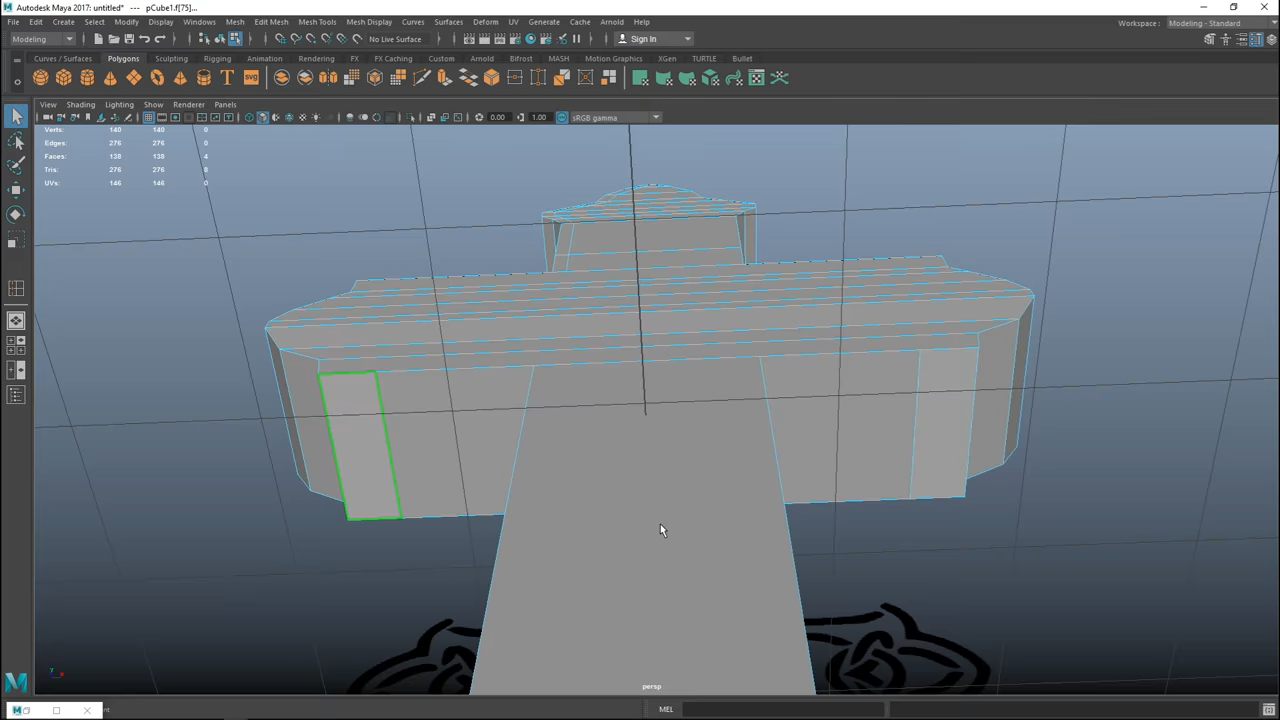 Autodesk Maya 2017: untitled* --- pCube1.f[75]...
File Edit Create Select Modify Display Windows Mesh Edit Mesh Mesh Tools Mesh Display Curves Surfaces Deform UV Generate Cache Arnold Help
Workspace : Modeling - Standard
Modeling No Live Surface Sign In
Curves / Surfaces Polygons Sculpting Rigging Animation Rendering FX FX Caching Custom Arnold Bifrost MASH Motion Graphics XGen TURTLE Bullet
T svg
View Shading Lighting Show Renderer Panels
0.00 1.00 sRGB gamma
Verts: 140 140 0
Edges: 276 276 0
Faces: 138 138 4
Tris: 276 276 8
UVs: 146 146 0
y x
persp
MEL